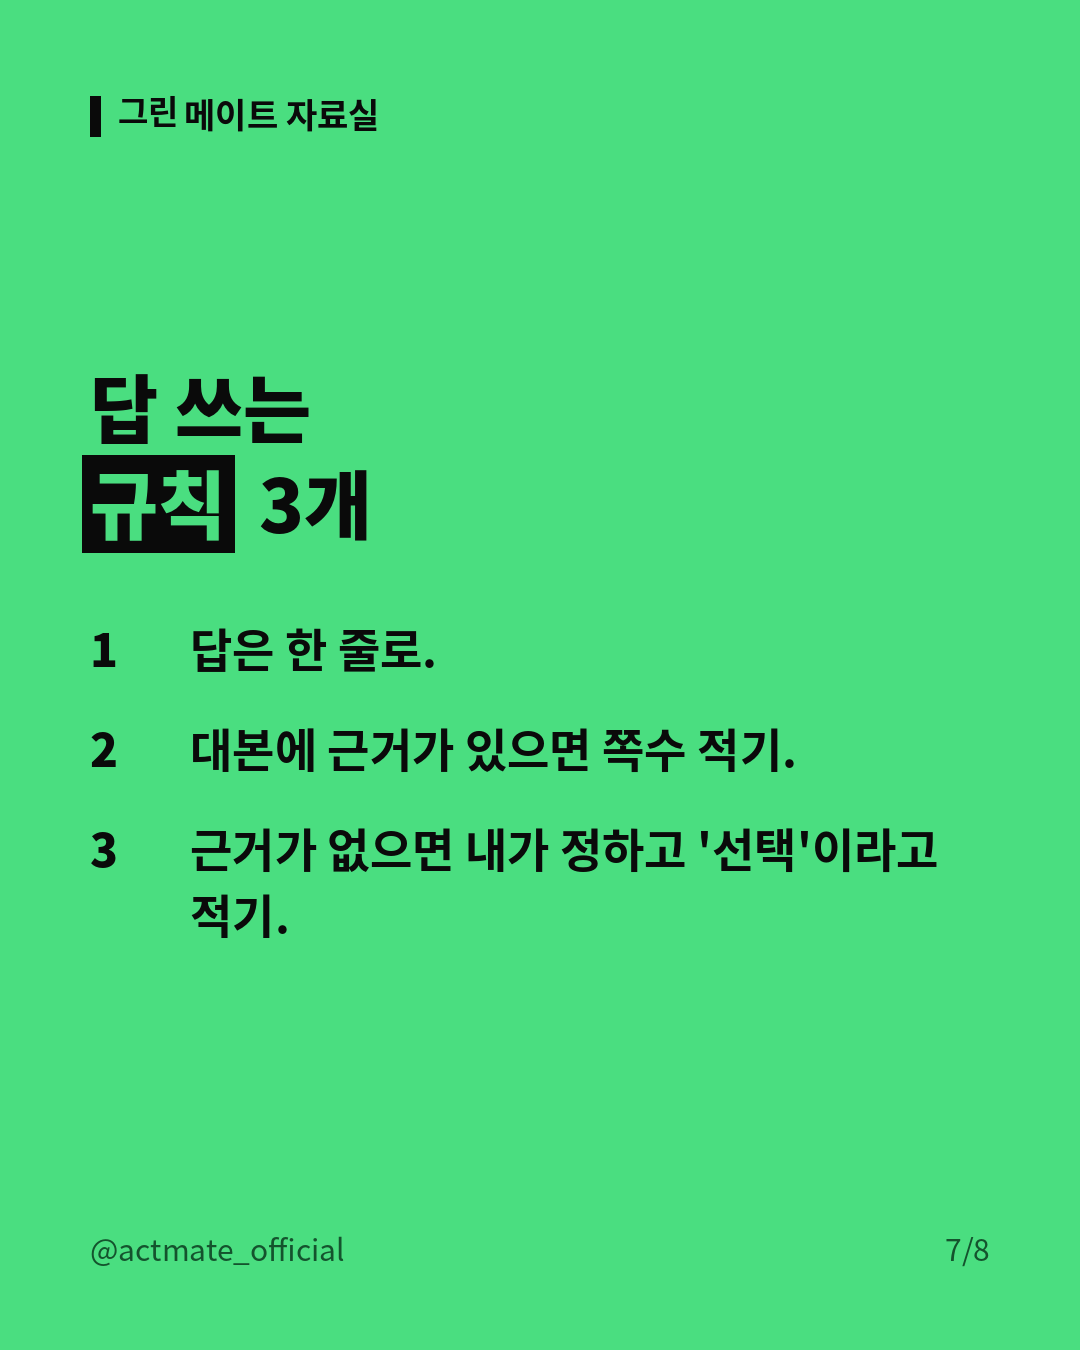 그린 메이트 자료실
답 쓰는
규칙 3개
1 답은 한 줄로.
2 대본에 근거가 있으면 쪽수 적기.
3 근거가 없으면 내가 정하고 '선택'이라고
적기.
@actmate_official 7/8